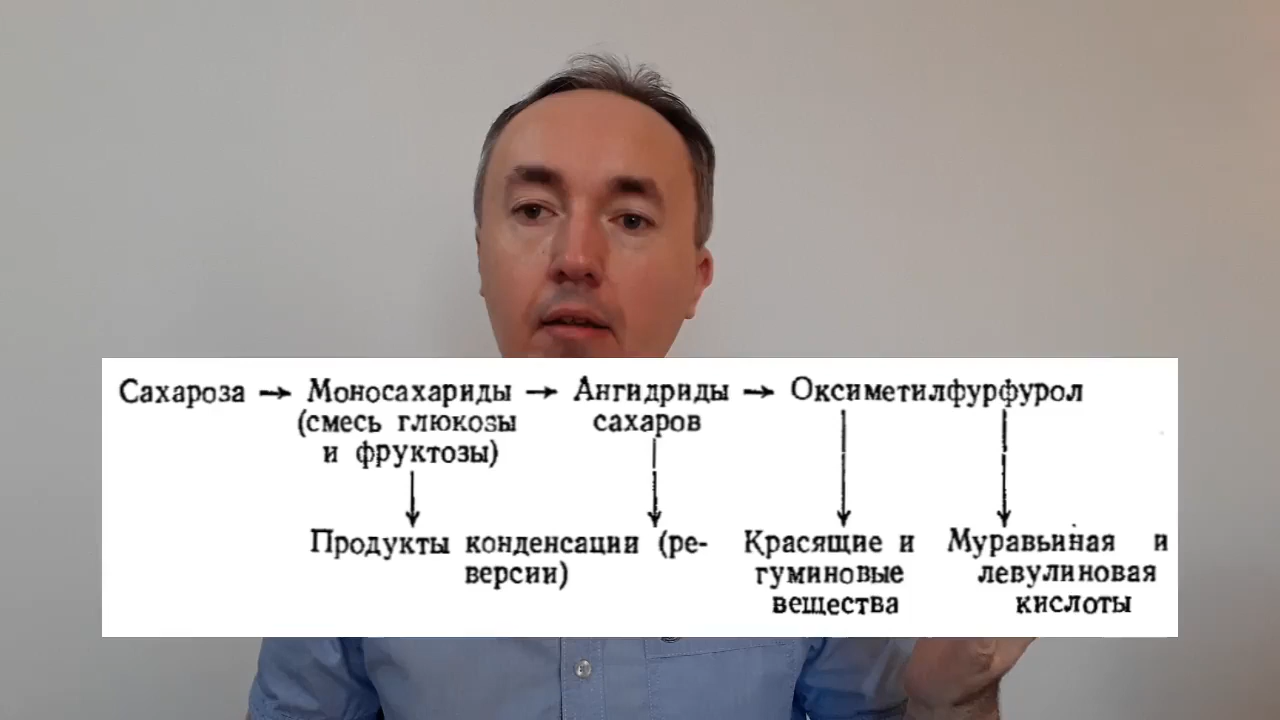 Сахароза → Моносахариды → Ангидриды → Оксиметилфурфурол
(смесь глюкозы сахаров
и фруктозы)
Продукты конденсации (ре- Красящие и Муравьиная и
версии) гуминовые левулиновая
вещества кислоты